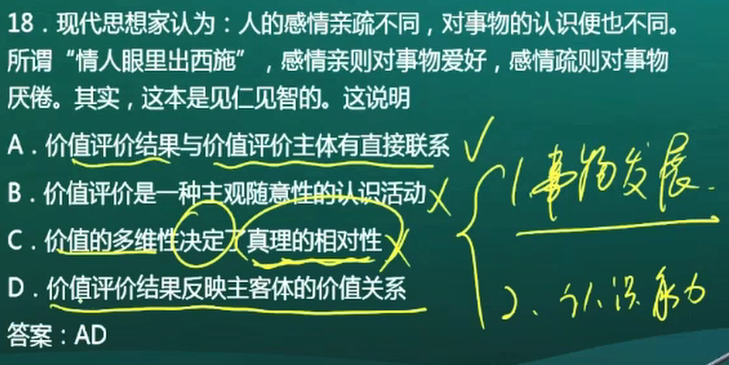 18．现代思想家认为：人的感情亲疏不同，对事物的认识便也不同。
所谓“情人眼里出西施”，感情亲则对事物爱好，感情疏则对事物
厌倦。其实，这本是见仁见智的。这说明
A．价值评价结果与价值评价主体有直接联系
B．价值评价是一种主观随意性的认识活动
C．价值的多维性决定了真理的相对性
D．价值评价结果反映主客体的价值关系
答案：AD
1事物发展.
2、认识能力